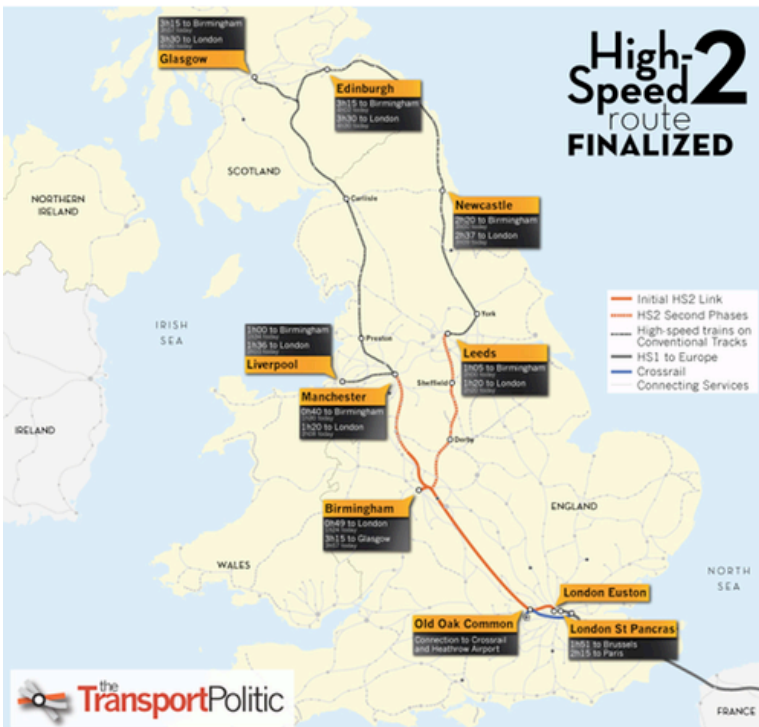 High-
Speed 2
route
FINALIZED
3h15 to Birmingham
3h30 to London
Glasgow
Edinburgh
3h15 to Birmingham
3h30 to London
SCOTLAND
NORTHERN
IRELAND
Carlisle
Newcastle
2h20 to Birmingham
2h37 to London
Initial HS2 Link
HS2 Second Phases
High-speed trains on
Conventional Tracks
HS1 to Europe
Crossrail
Connecting Services
IRISH
SEA
York
1h00 to Birmingham
1h36 to London
Liverpool
Preston
Leeds
1h05 to Birmingham
1h20 to London
Sheffield
Manchester
0h40 to Birmingham
1h20 to London
IRELAND
Derby
Birmingham
0h49 to London
3h15 to Glasgow
ENGLAND
WALES
NORTH
SEA
London Euston
Old Oak Common
Connection to Crossrail
and Heathrow Airport
London St Pancras
1h51 to Brussels
2h15 to Paris
the
TransportPolitic
FRANCE